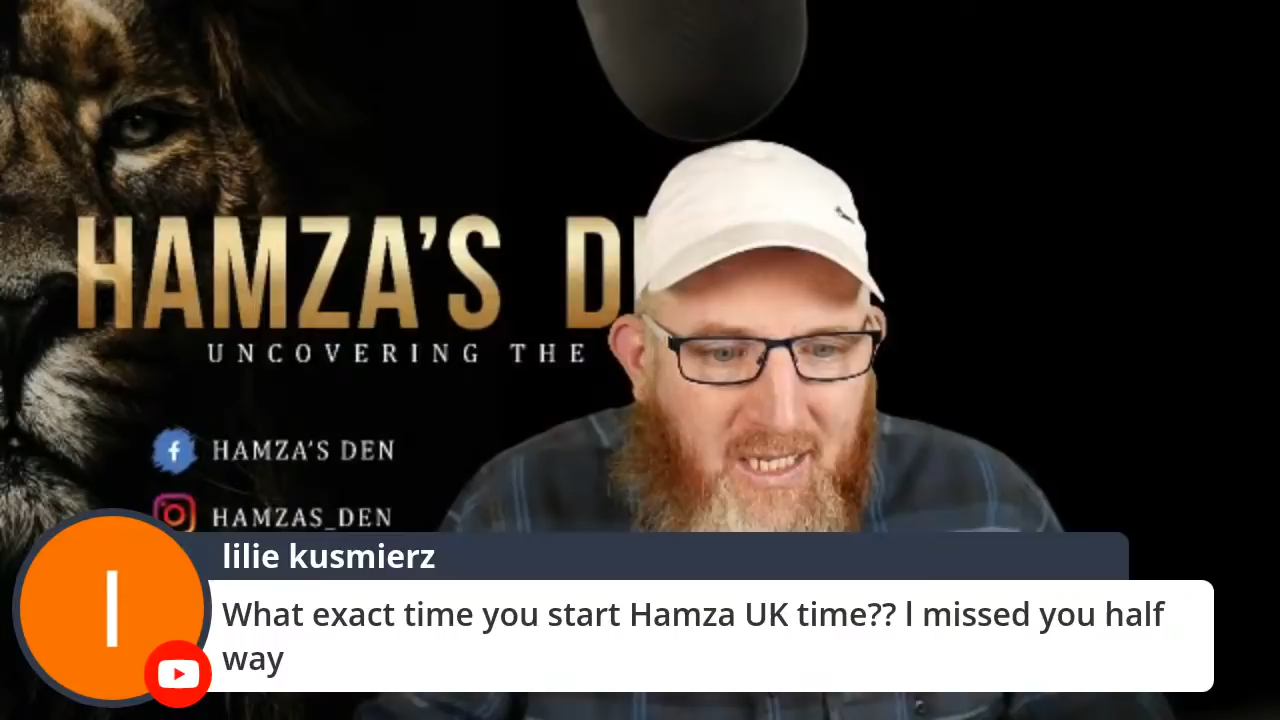 HAMZA'S D
UNCOVERING THE
HAMZA'S DEN
HAMZAS_DEN
lilie kusmierz
What exact time you start Hamza UK time?? I missed you half
way